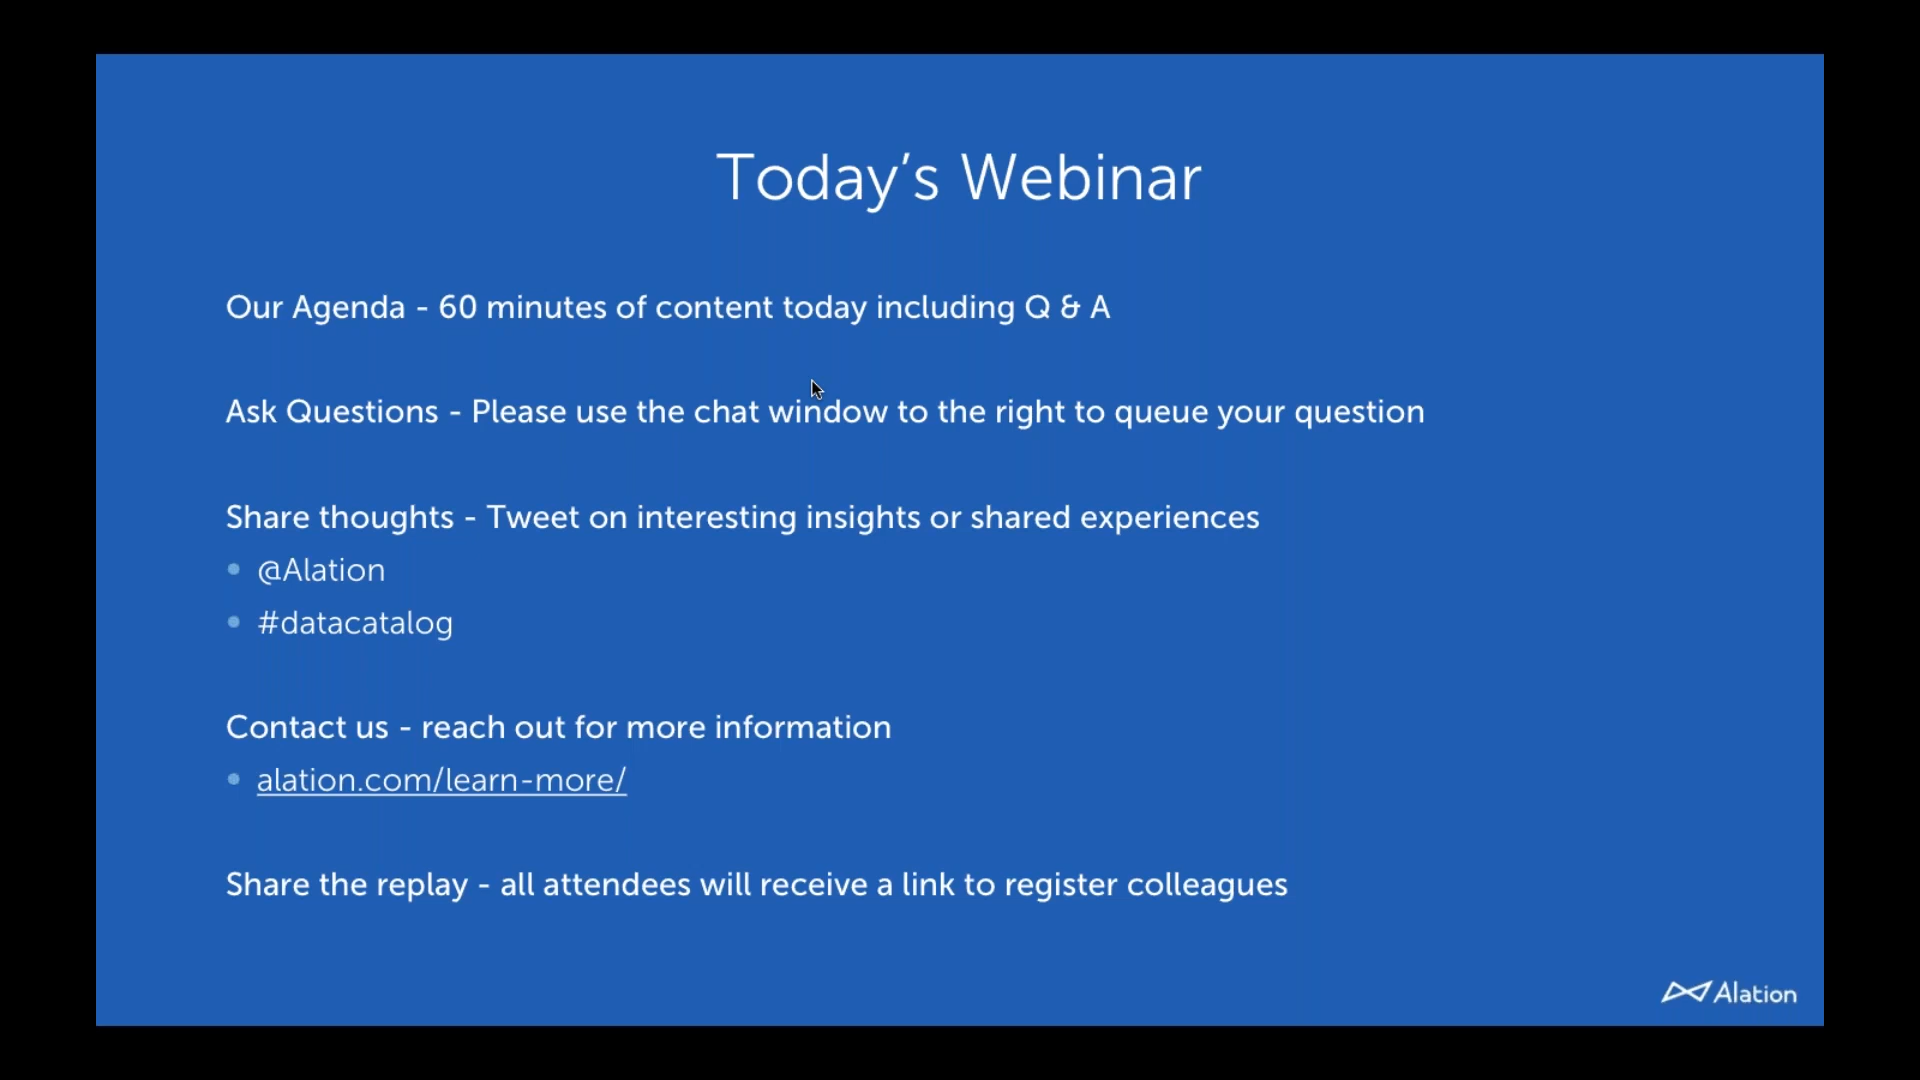 Today’s Webinar
Our Agenda - 60 minutes of content today including Q & A
Ask Questions - Please use the chat window to the right to queue your question
Share thoughts - Tweet on interesting insights or shared experiences
• @Alation
• #datacatalog
Contact us - reach out for more information
• alation.com/learn-more/
Share the replay - all attendees will receive a link to register colleagues
Alation